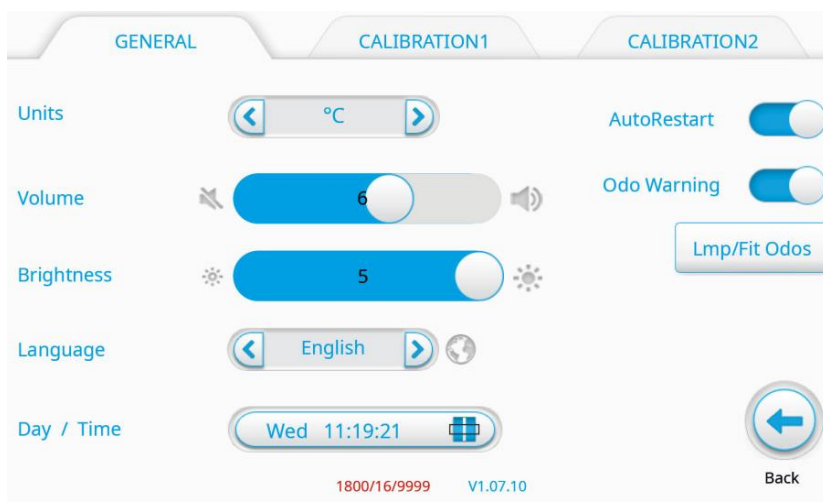 GENERAL CALIBRATION1 CALIBRATION2
Units °C AutoRestart
Volume 6 Odo Warning
Lmp/Fit Odos
Brightness 5
Language English
Day / Time Wed 11:19:21
Back
1800/16/9999 V1.07.10